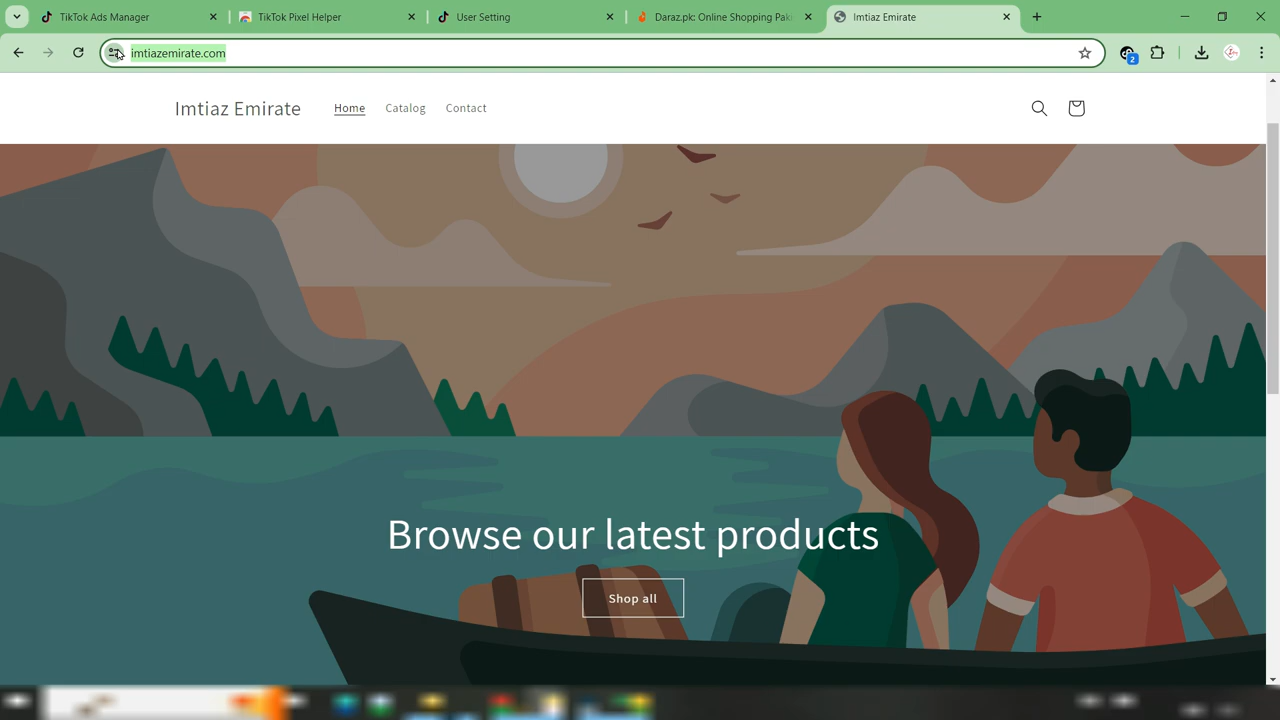 TikTok Ads Manager
TikTok Pixel Helper
User Setting
Daraz.pk: Online Shopping Pak
Imtiaz Emirate
imtiazemirate.com
2
Imtiaz Emirate
Home
Catalog
Contact
Browse our latest products
Shop all